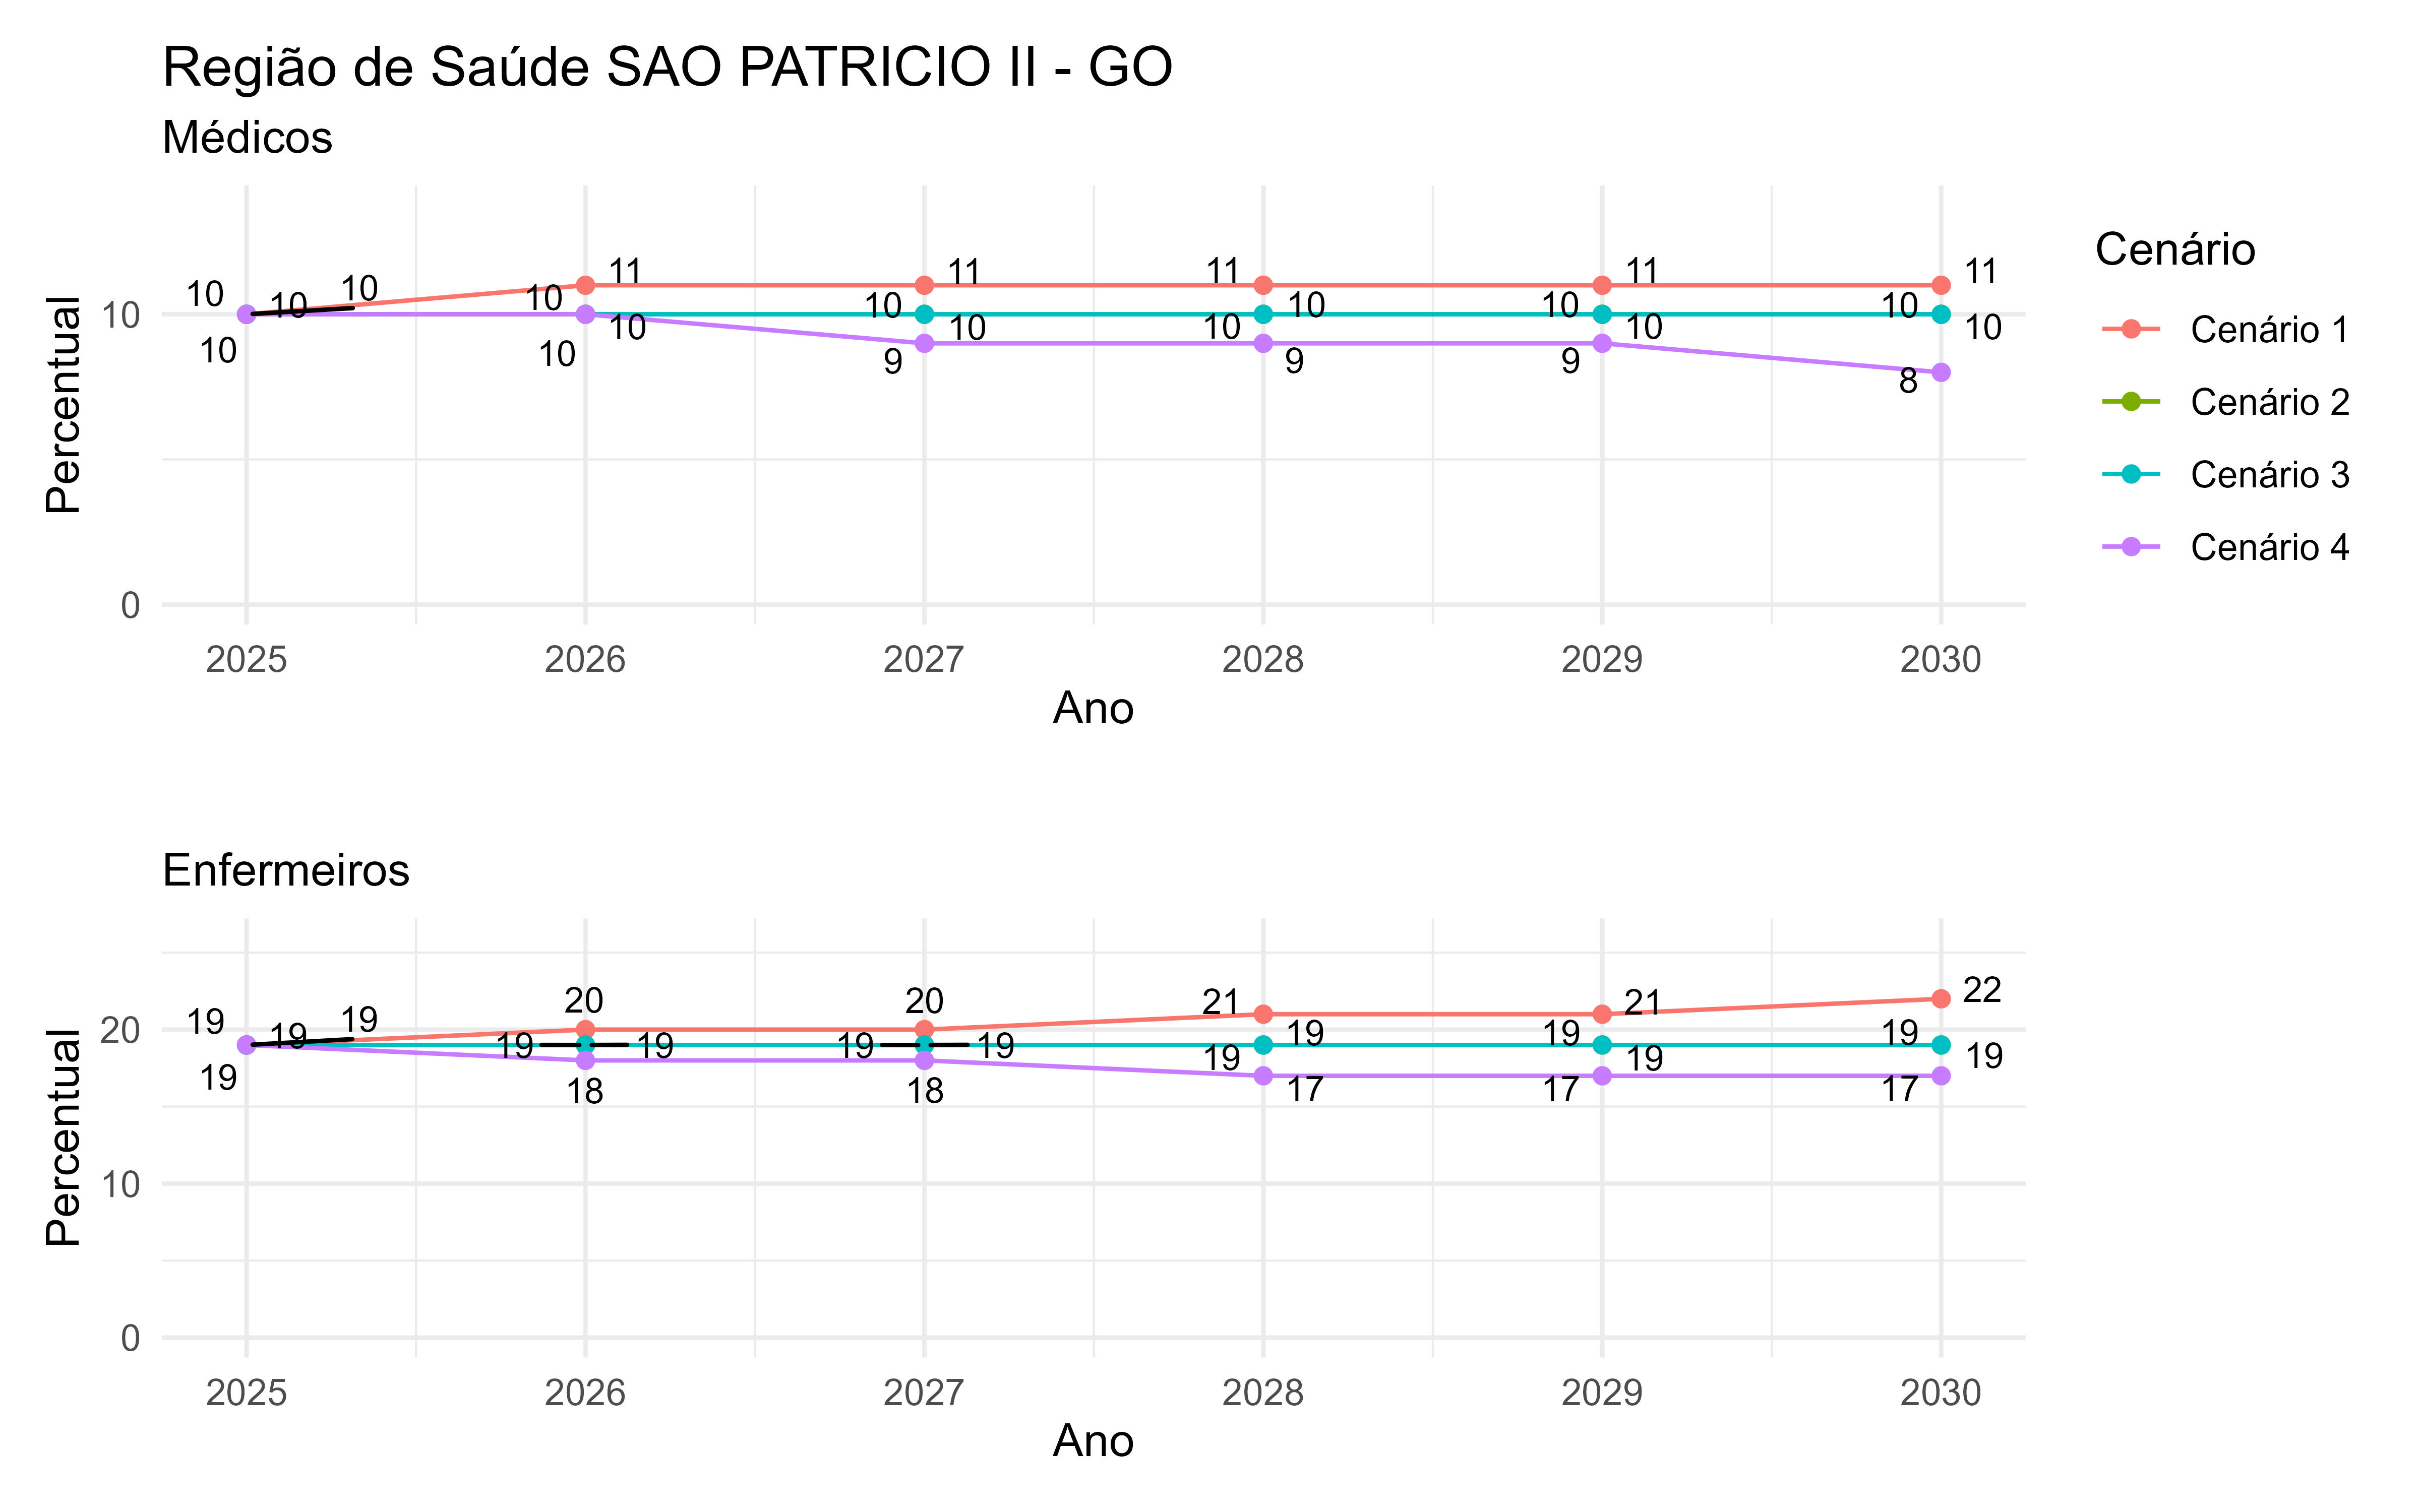 Região de Saúde SAO PATRICIO II - GO
Médicos
Percentual
10
0
10 10 10 10
10 11 10 10
11 10 10 9
11 10 10 9
11 10 10 9
11 10 10 8
2025 2026 2027 2028 2029 2030
Ano
Cenário
Cenário 1
Cenário 2
Cenário 3
Cenário 4
Enfermeiros
Percentual
20
10
0
19 19 19 19
20 19 19 18
20 19 19 18
21 19 19 17
21 19 19 17
22 19 19 17
2025 2026 2027 2028 2029 2030
Ano